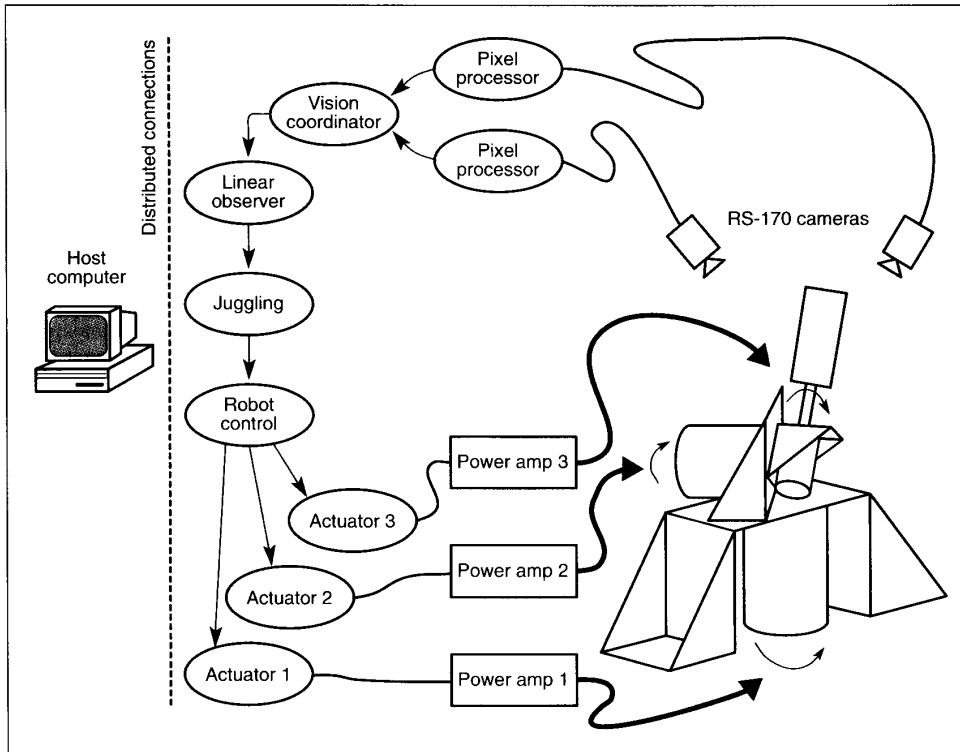 Pixel
processor
Vision
coordinator
Pixel
processor
Distributed connections
Linear
observer
RS-170 cameras
Host
computer
Juggling
Robot
control
Power amp 3
Actuator 3
Power amp 2
Actuator 2
Actuator 1
Power amp 1